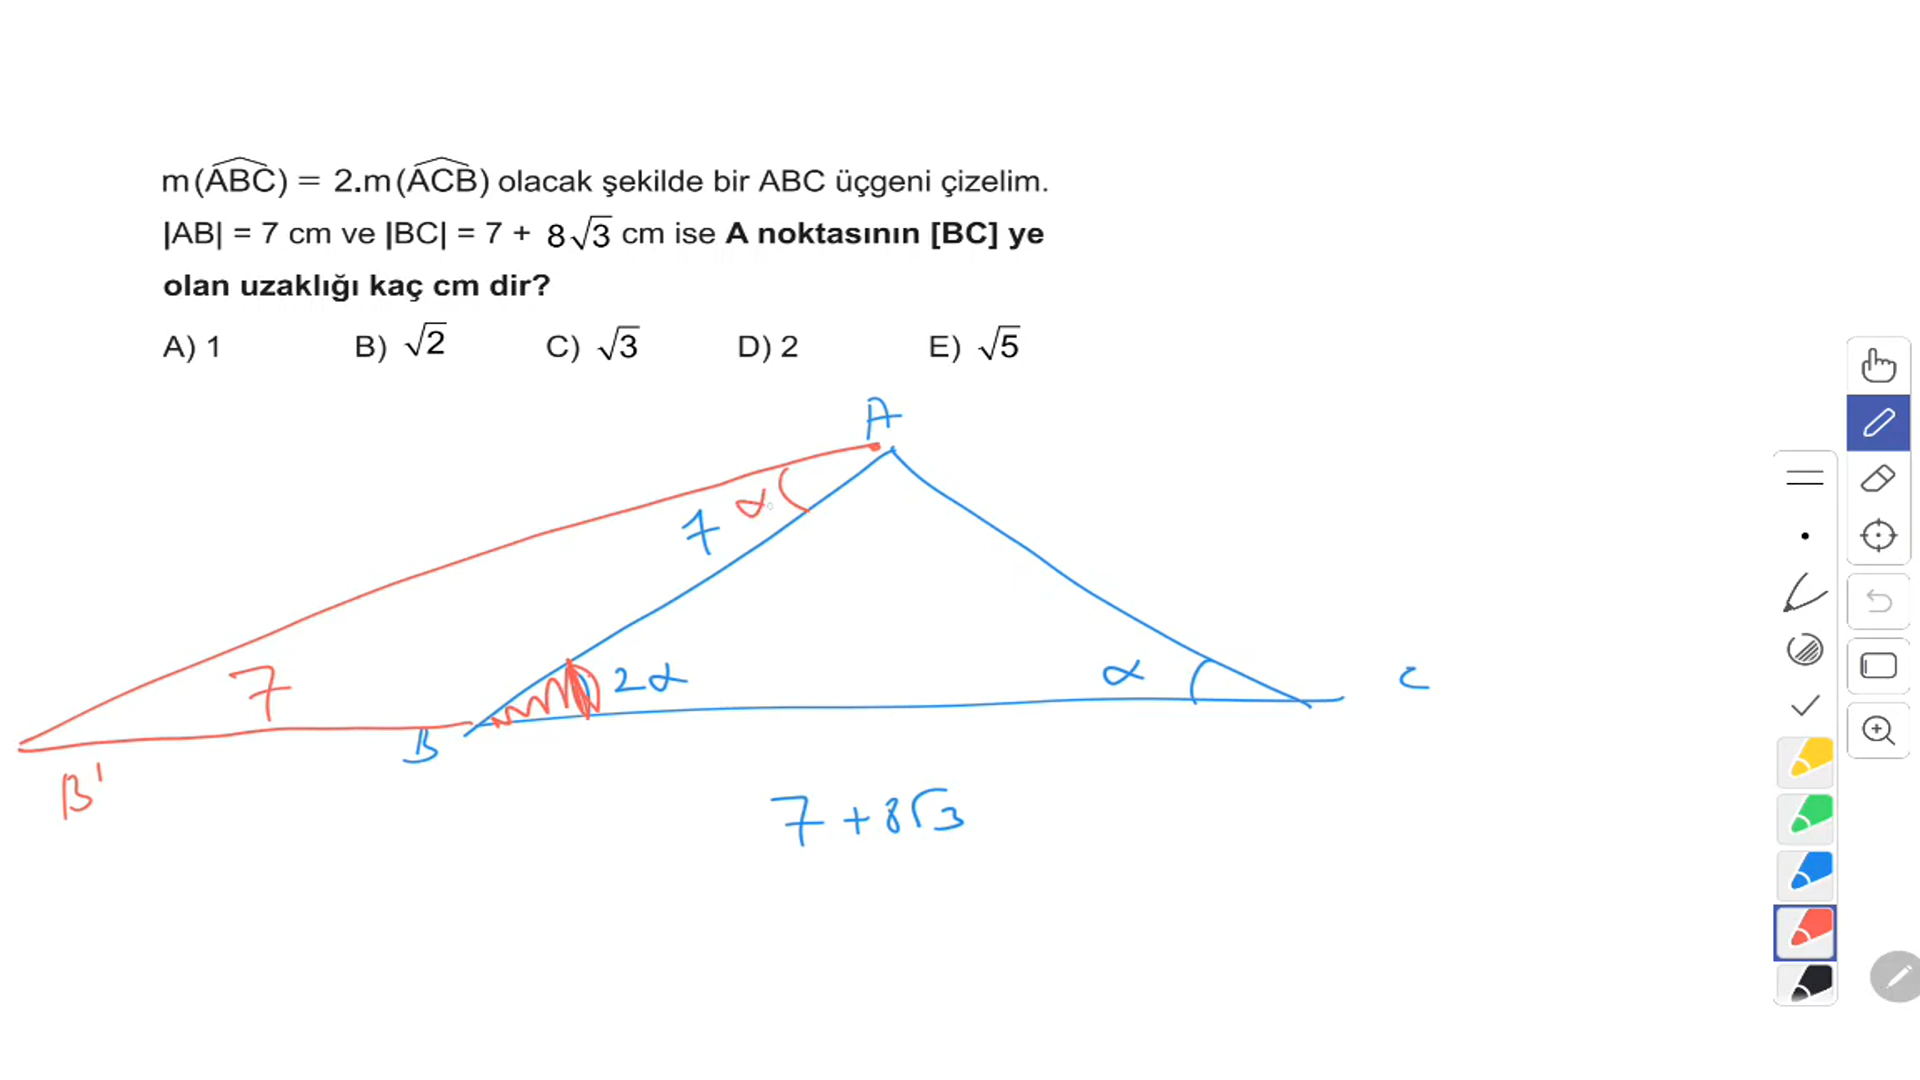 m(ABC) = 2.m(ACB) olacak şekilde bir ABC üçgeni çizelim.
|AB| = 7 cm ve |BC| = 7 + 8√3 cm ise A noktasının [BC] ye
olan uzaklığı kaç cm dir?
A) 1 B) √2 C) √3 D) 2 E) √5
A
7 α
7 2α α C
B
B'
7 + 8√3